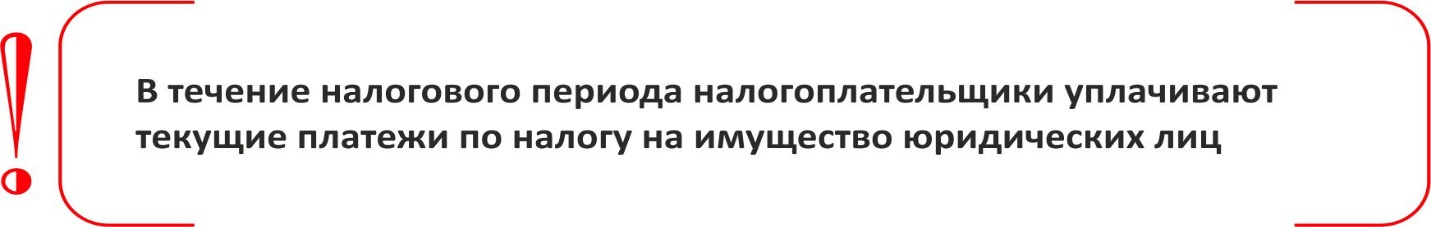 В течение налогового периода налогоплательщики уплачивают
текущие платежи по налогу на имущество юридических лиц